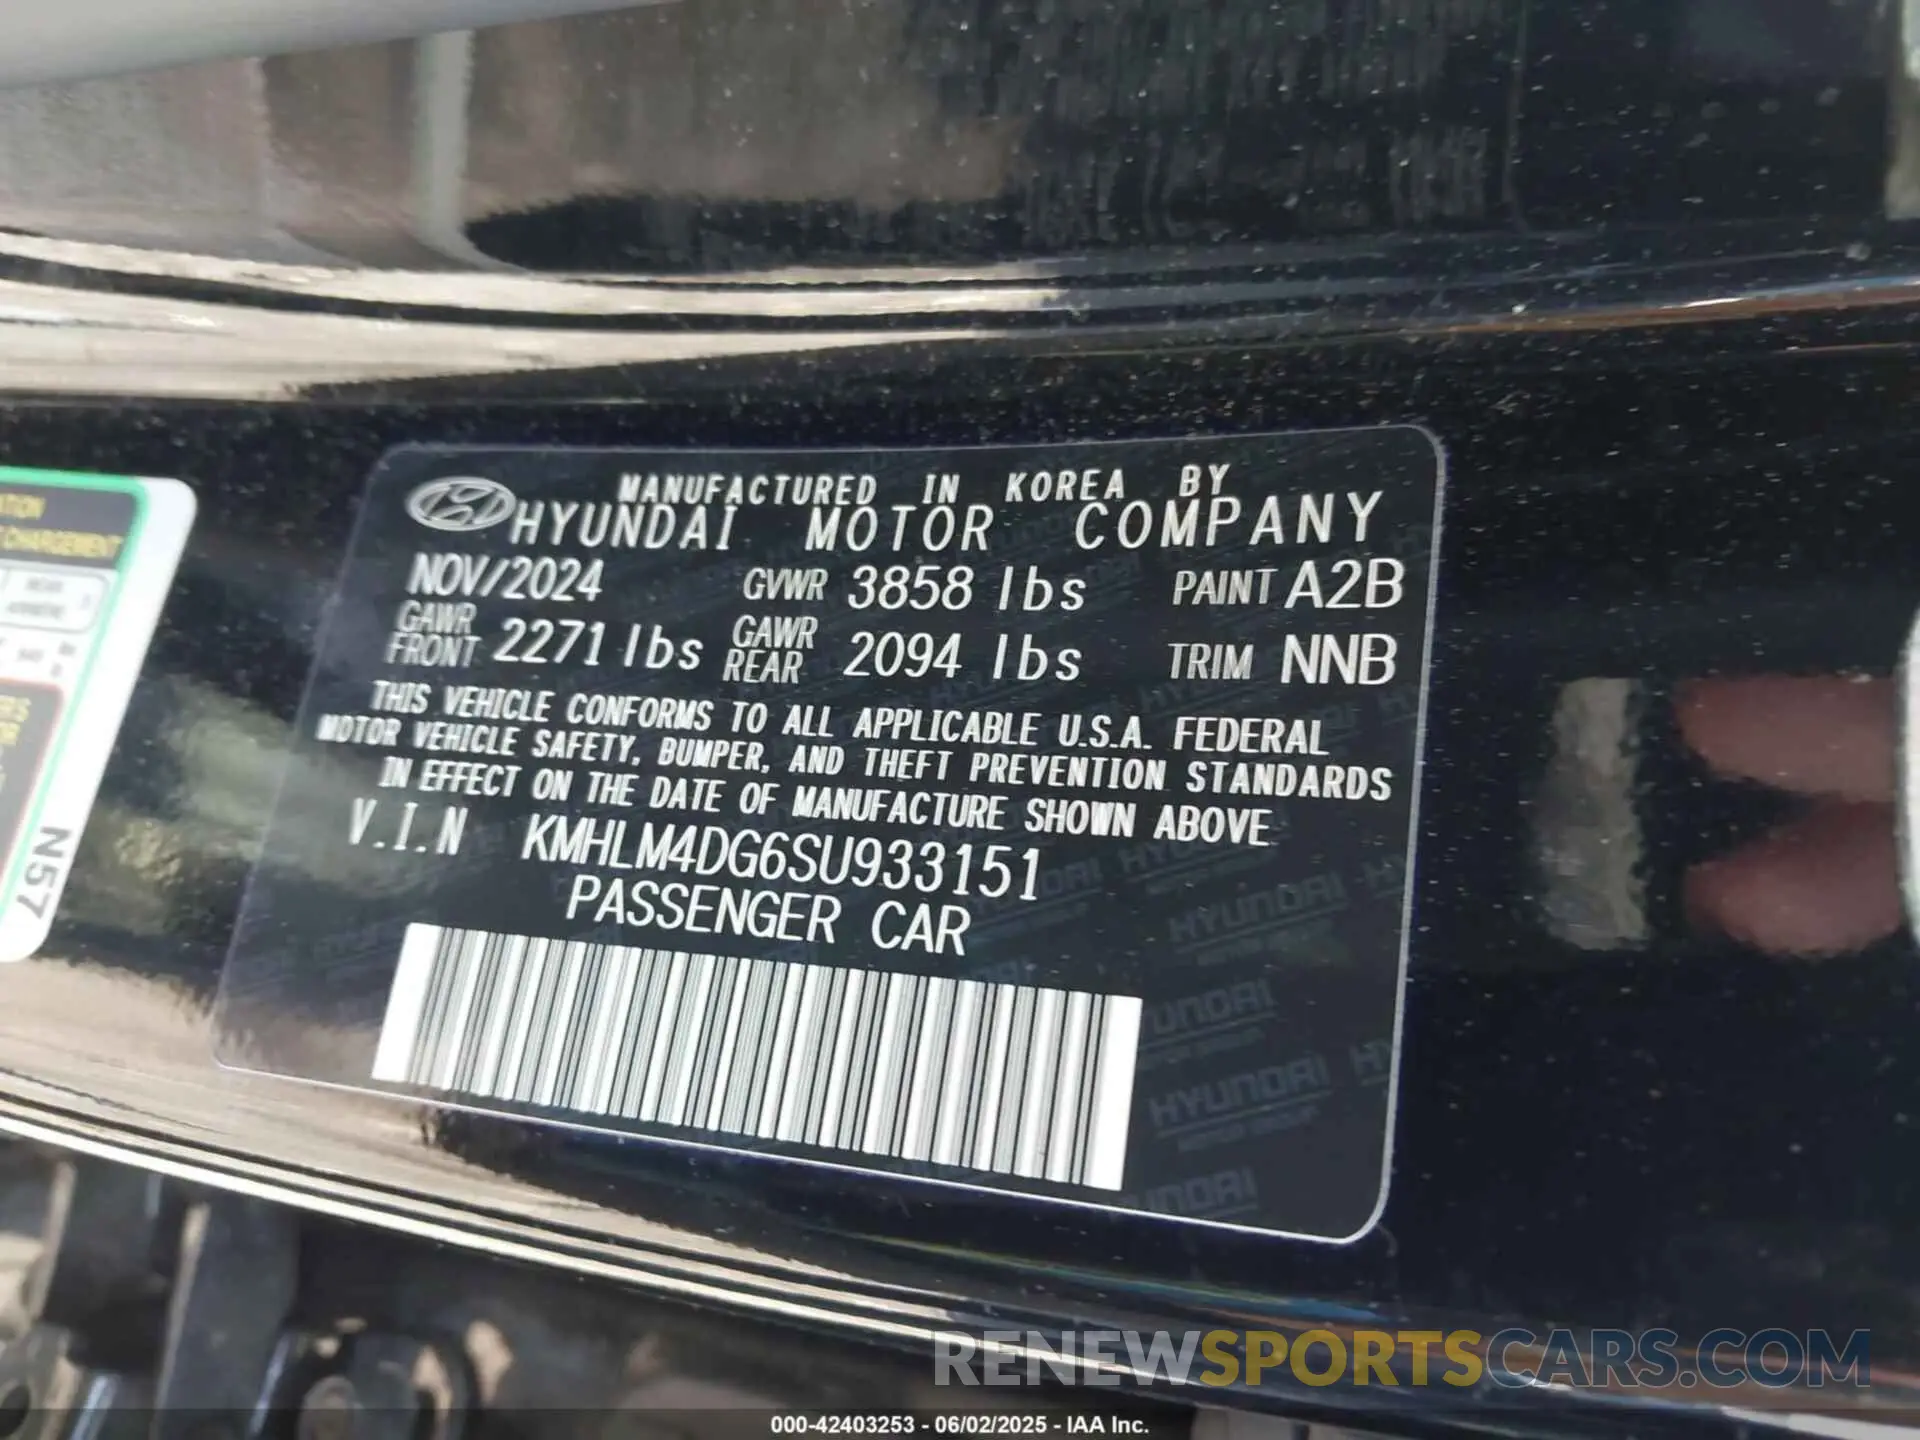 MANUFACTURED IN KOREA BY
HYUNDAI MOTOR COMPANY
NOV/2024 GVWR 3858 lbs PAINT A2B
GAWR FRONT 2271 lbs GAWR REAR 2094 lbs TRIM NNB
THIS VEHICLE CONFORMS TO ALL APPLICABLE U.S.A. FEDERAL
MOTOR VEHICLE SAFETY, BUMPER, AND THEFT PREVENTION STANDARDS
IN EFFECT ON THE DATE OF MANUFACTURE SHOWN ABOVE
V.I.N KMHLM4DG6SU933151
PASSENGER CAR
HYUNDAI
HYUNDAI
CHARGEMENT
N57
RENEWSPORTSCARS.COM
000-42403253 - 06/02/2025 - IAA Inc.